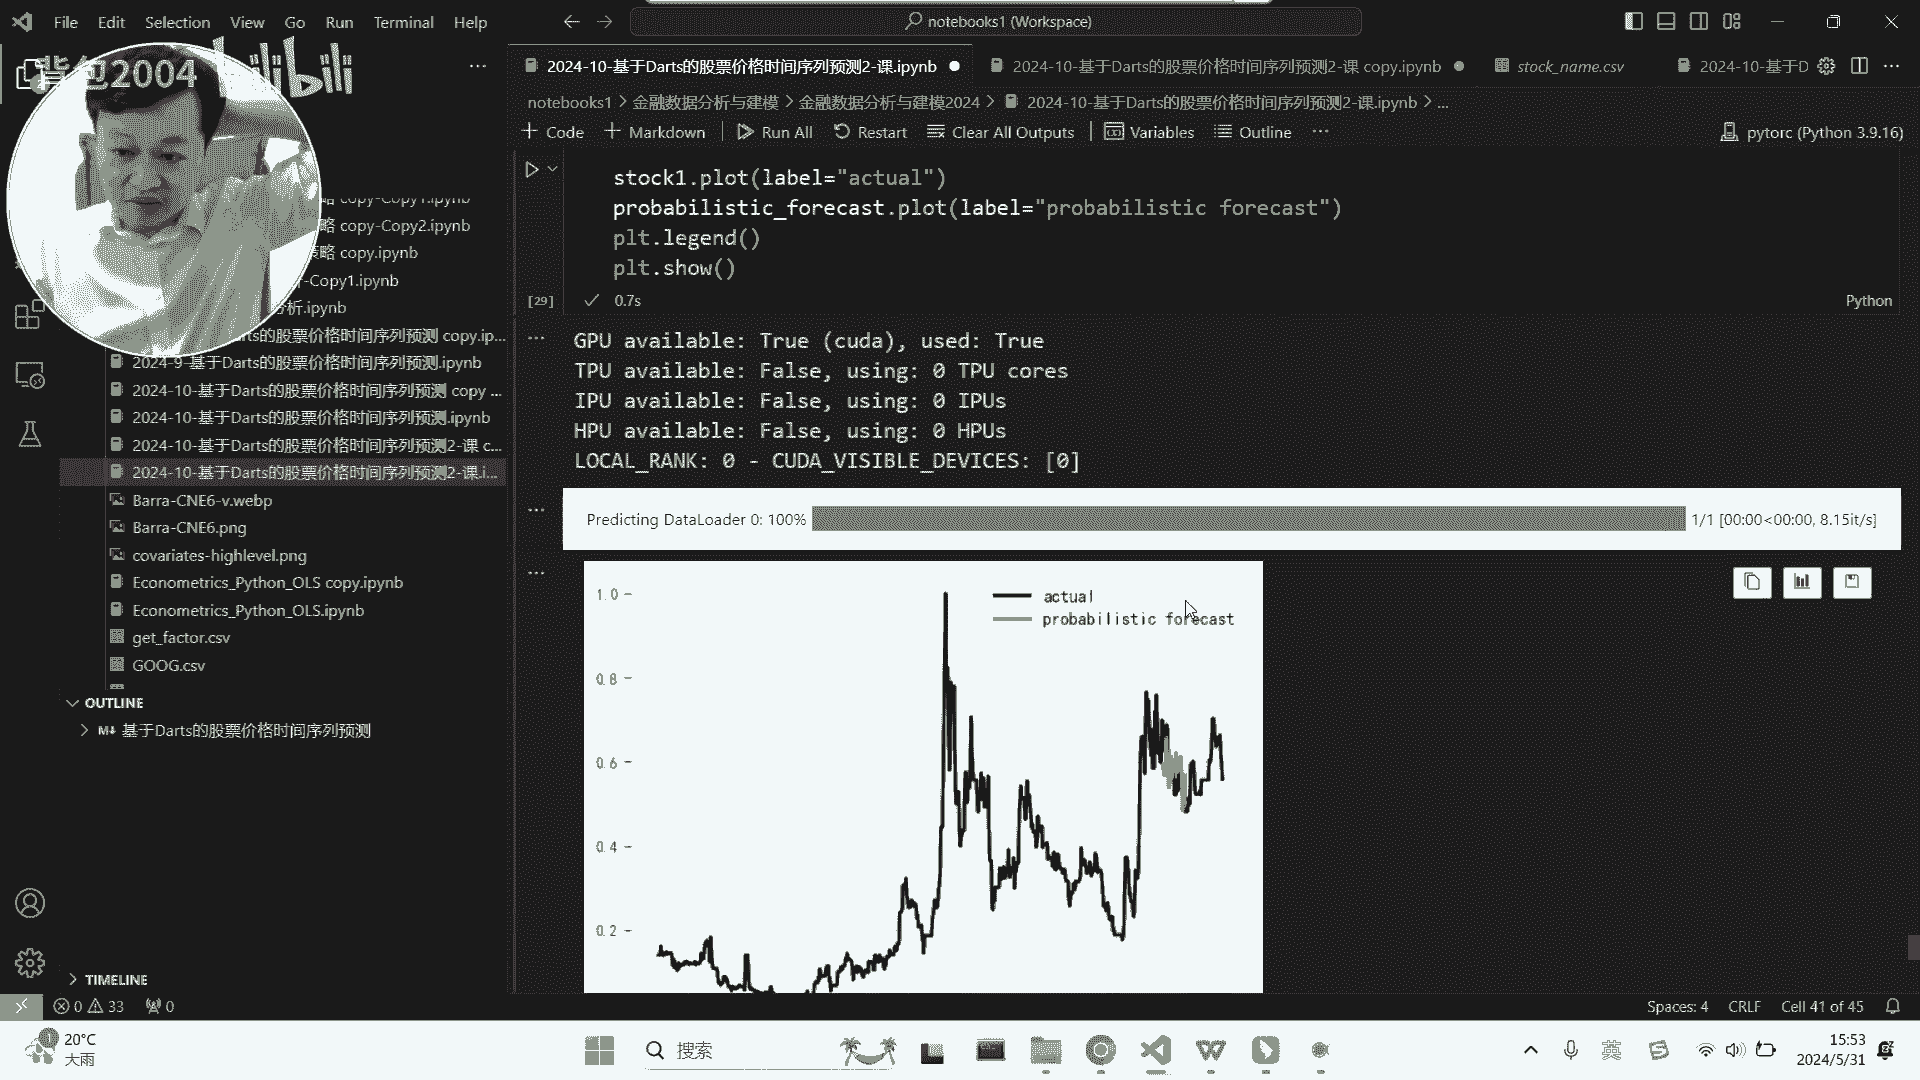 File Edit Selection View Go Run Terminal Help
notebooks1 (Workspace)
背包2004 bilibili
2024-10-基于Darts的股票价格时间序列预测2-课.ipynb
2024-10-基于Darts的股票价格时间序列预测2-课 copy.ipynb
stock_name.csv
2024-10-基于D
notebooks1 > 金融数据分析与建模 > 金融数据分析与建模2024 > 2024-10-基于Darts的股票价格时间序列预测2-课.ipynb > ...
+ Code + Markdown Run All Restart Clear All Outputs Variables Outline ...
pytorc (Python 3.9.16)
stock1.plot(label="actual")
probabilistic_forecast.plot(label="probabilistic forecast")
plt.legend()
plt.show()
[29] 0.7s
Python
略 copy-Copy1.ipynb
略 copy-Copy2.ipynb
略 copy.ipynb
-Copy1.ipynb
分析.ipynb
的股票价格时间序列预测 copy.ip...
2024-9-基于Darts的股票价格时间序列预测.ipynb
2024-10-基于Darts的股票价格时间序列预测 copy ...
2024-10-基于Darts的股票价格时间序列预测.ipynb
2024-10-基于Darts的股票价格时间序列预测2-课 c...
2024-10-基于Darts的股票价格时间序列预测2-课.i...
Barra-CNE6-v.webp
Barra-CNE6.png
covariates-highlevel.png
Econometrics_Python_OLS copy.ipynb
Econometrics_Python_OLS.ipynb
get_factor.csv
GOOG.csv
OUTLINE
M↓ 基于Darts的股票价格时间序列预测
TIMELINE
GPU available: True (cuda), used: True
TPU available: False, using: 0 TPU cores
IPU available: False, using: 0 IPUs
HPU available: False, using: 0 HPUs
LOCAL_RANK: 0 - CUDA_VISIBLE_DEVICES: [0]
Predicting DataLoader 0: 100% 1/1 [00:00<00:00, 8.15it/s]
actual
probabilistic forecast
1.0
0.8
0.6
0.4
0.2
0 33 0
Spaces: 4 CRLF Cell 41 of 45
20°C
大雨
搜索
英
15:53
2024/5/31